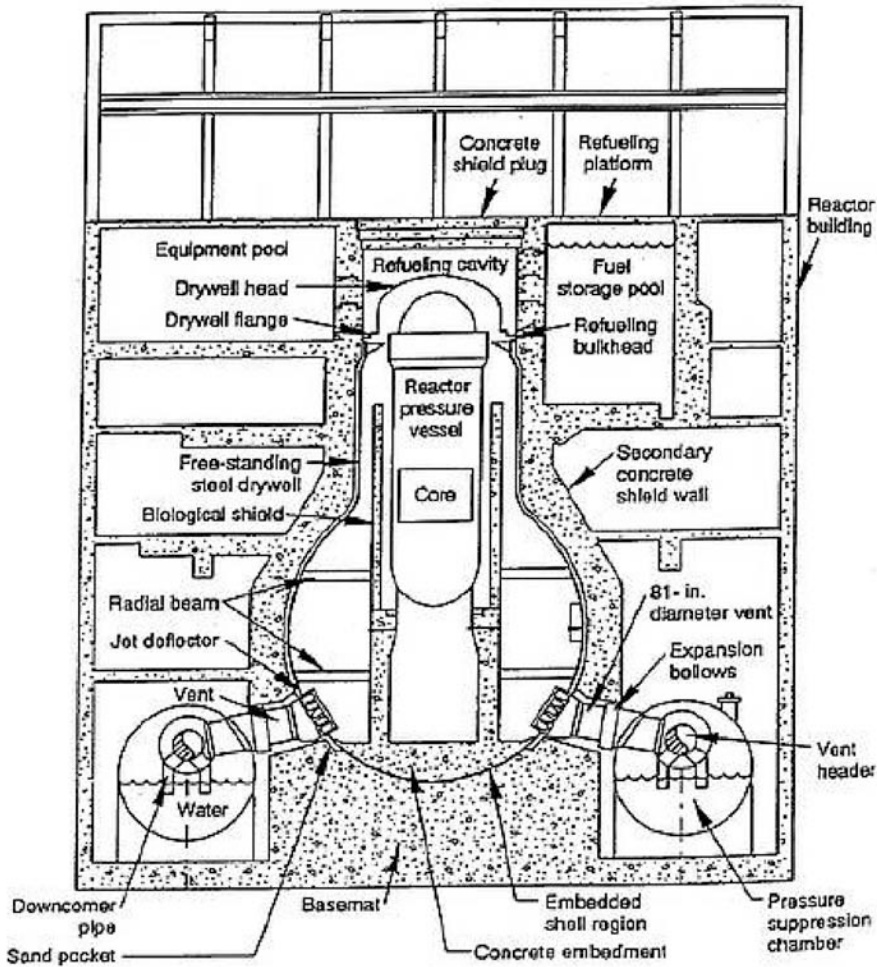 Concrete
shield plug
Refueling
platform
Reactor
building
Equipment pool
Refueling cavity
Fuel
storage pool
Drywell head
Drywell flange
Refueling
bulkhead
Reactor
pressure
vessel
Free-standing
steel drywell
Core
Secondary
concrete
shield wall
Biological shield
Radial beam
81- in.
diameter vent
Jet deflector
Expansion
bellows
Vent
Vent
header
Water
Downcomer
pipe
Basemat
Embedded
shell region
Pressure
suppression
chamber
Sand pocket
Concrete embedment